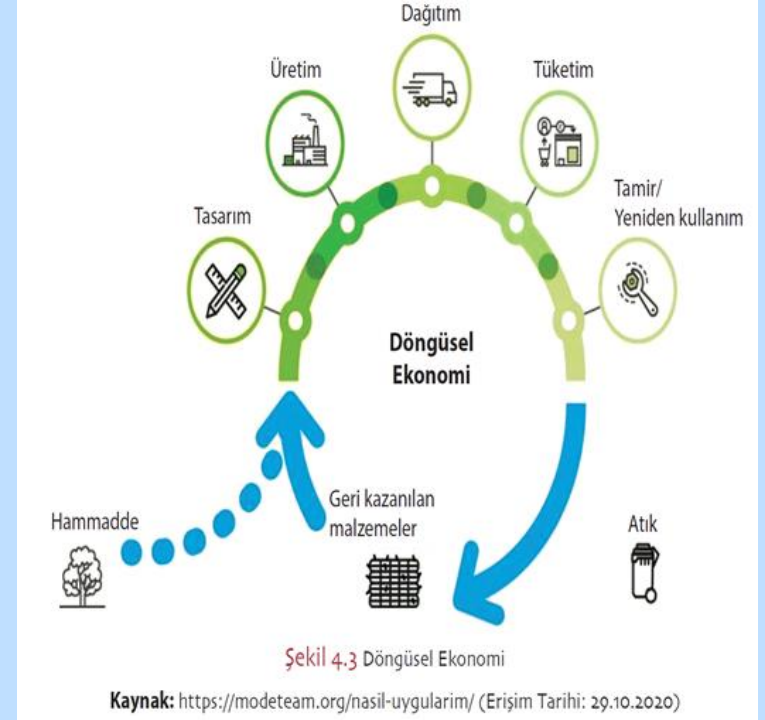 Dağıtım
Üretim
Tüketim
Tasarım
Tamir/
Yeniden kullanım
Döngüsel
Ekonomi
Hammadde
Geri kazanılan
malzemeler
Atık
Şekil 4.3 Döngüsel Ekonomi
Kaynak: https://modeteam.org/nasil-uygularim/ (Erişim Tarihi: 29.10.2020)